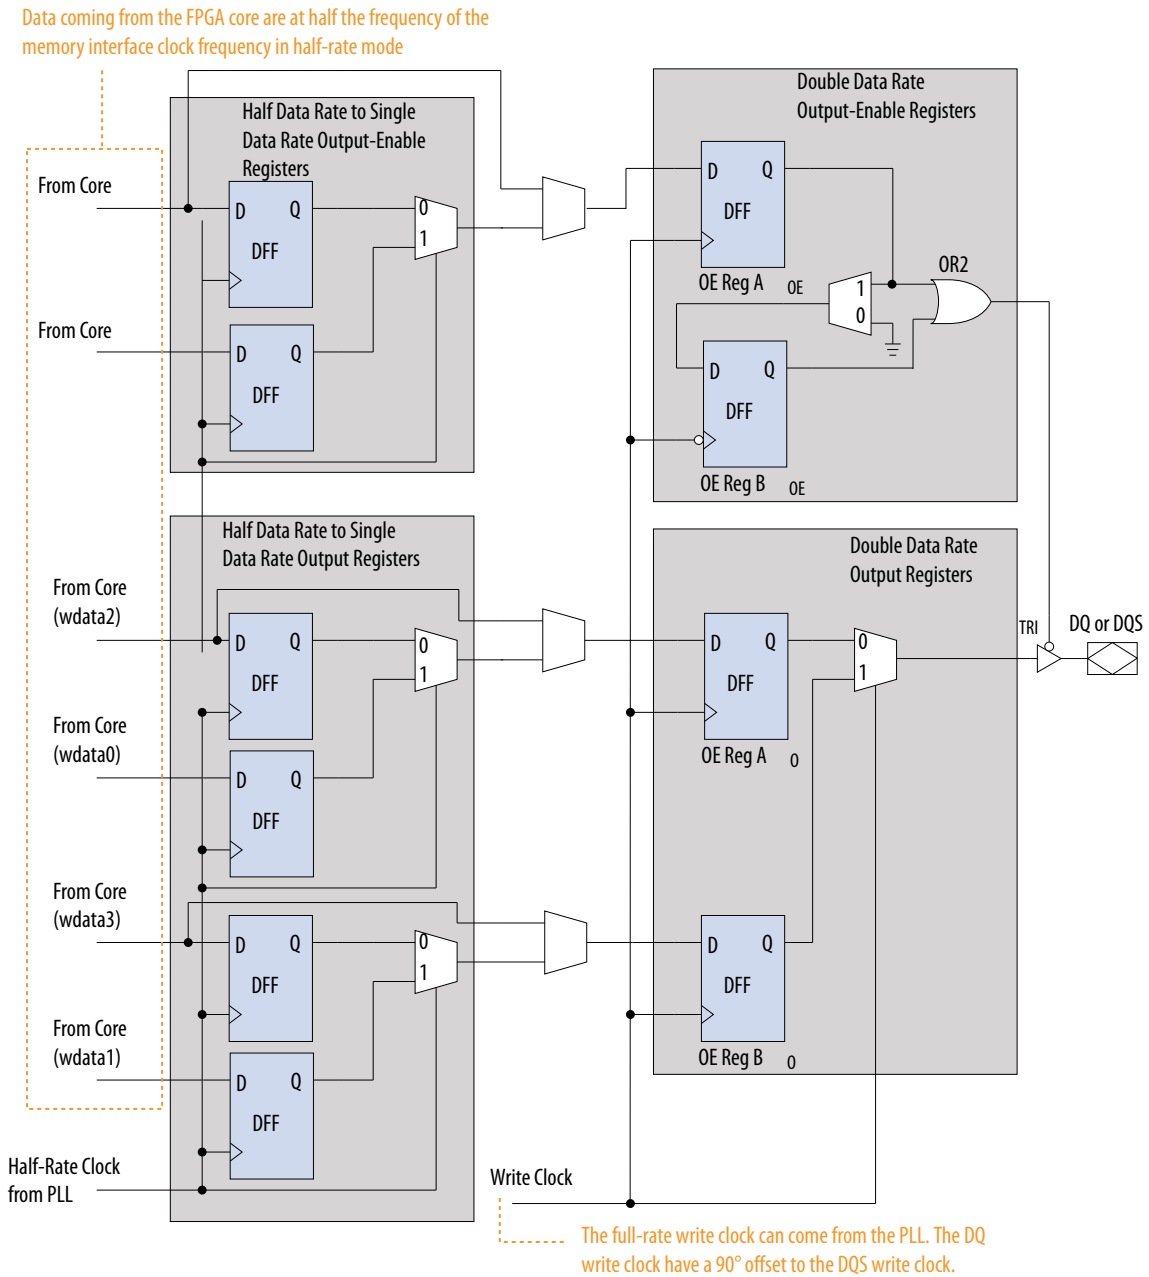 Data coming from the FPGA core are at half the frequency of the
memory interface clock frequency in half-rate mode
Half Data Rate to Single
Data Rate Output-Enable
Registers
Double Data Rate
Output-Enable Registers
From Core
D Q
DFF
0
1
D Q
DFF
OE Reg A OE
OR2
1
0
From Core
D Q
DFF
D Q
DFF
OE Reg B OE
Half Data Rate to Single
Data Rate Output Registers
Double Data Rate
Output Registers
From Core
(wdata2)
D Q
DFF
0
1
D Q
DFF
OE Reg A O
0
1
TRI
DQ or DQS
From Core
(wdata0)
D Q
DFF
From Core
(wdata3)
D Q
DFF
0
1
D Q
DFF
OE Reg B O
From Core
(wdata1)
D Q
DFF
Half-Rate Clock
from PLL
Write Clock
The full-rate write clock can come from the PLL. The DQ
write clock have a 90° offset to the DQS write clock.